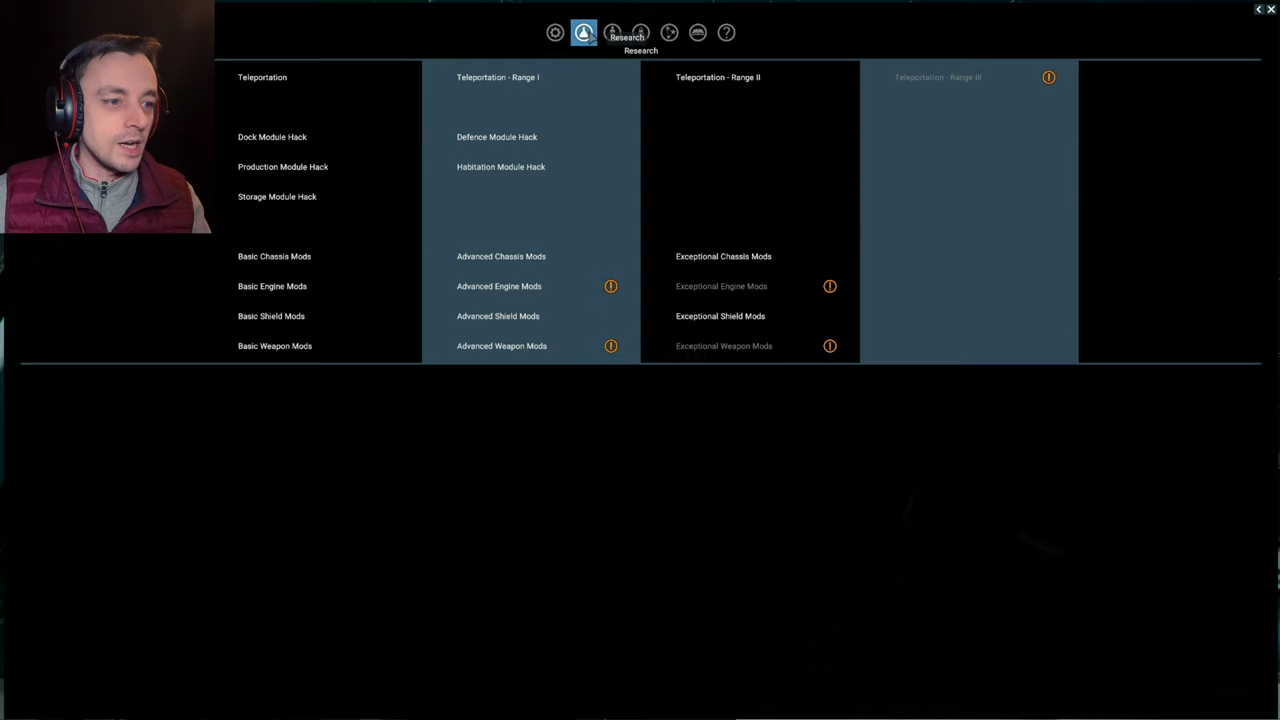 Research
Research
Teleportation
Teleportation - Range I
Teleportation - Range II
Teleportation - Range III
Dock Module Hack
Defence Module Hack
Production Module Hack
Habitation Module Hack
Storage Module Hack
Basic Chassis Mods
Advanced Chassis Mods
Exceptional Chassis Mods
Basic Engine Mods
Advanced Engine Mods
Exceptional Engine Mods
Basic Shield Mods
Advanced Shield Mods
Exceptional Shield Mods
Basic Weapon Mods
Advanced Weapon Mods
Exceptional Weapon Mods